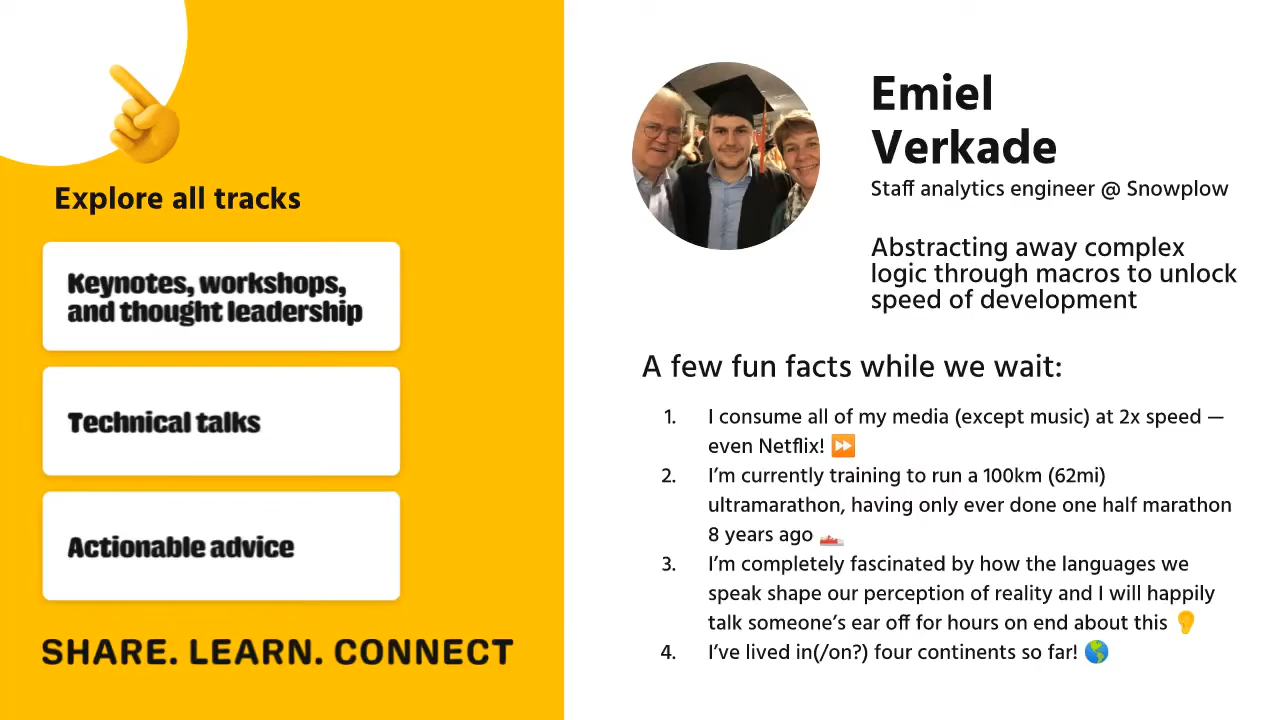 Explore all tracks
Keynotes, workshops,
and thought leadership
Technical talks
Actionable advice
SHARE. LEARN. CONNECT
Emiel
Verkade
Staff analytics engineer @ Snowplow
Abstracting away complex
logic through macros to unlock
speed of development
A few fun facts while we wait:
1. I consume all of my media (except music) at 2x speed —
even Netflix! ⏩
2. I’m currently training to run a 100km (62mi)
ultramarathon, having only ever done one half marathon
8 years ago 👟
3. I’m completely fascinated by how the languages we
speak shape our perception of reality and I will happily
talk someone’s ear off for hours on end about this 👂
4. I’ve lived in(/on?) four continents so far! 🌎